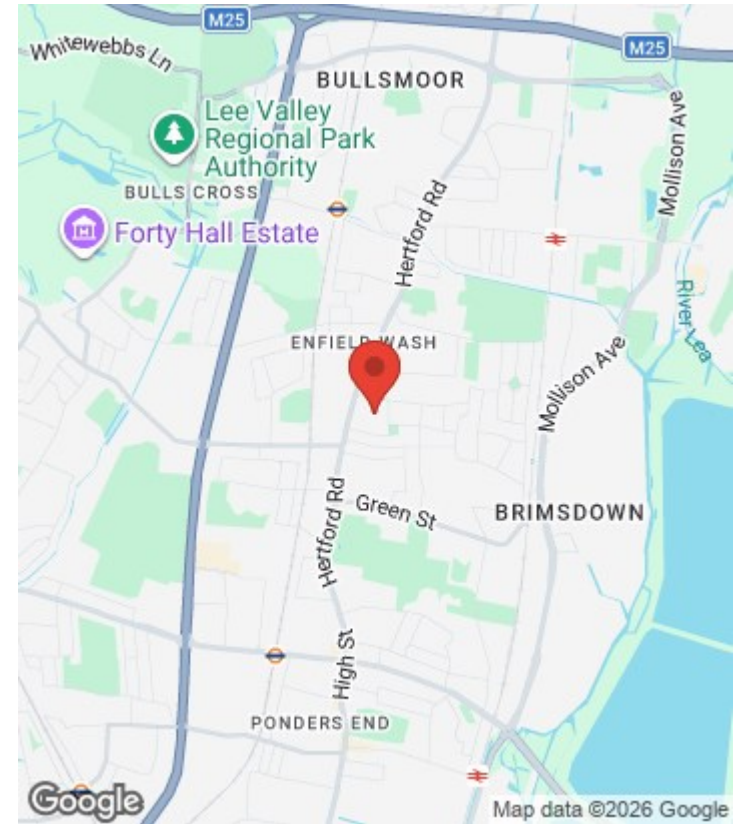 M25
Whitewebbs Ln
M25
BULLSMOOR
Lee Valley
Regional Park
Authority
Mollison Ave
BULLS CROSS
Forty Hall Estate
Hertford Rd
River Lea
ENFIELD WASH
Mollison Ave
Hertford Rd
Green St
BRIMSDOWN
High St
PONDERS END
Google
Map data ©2026 Google